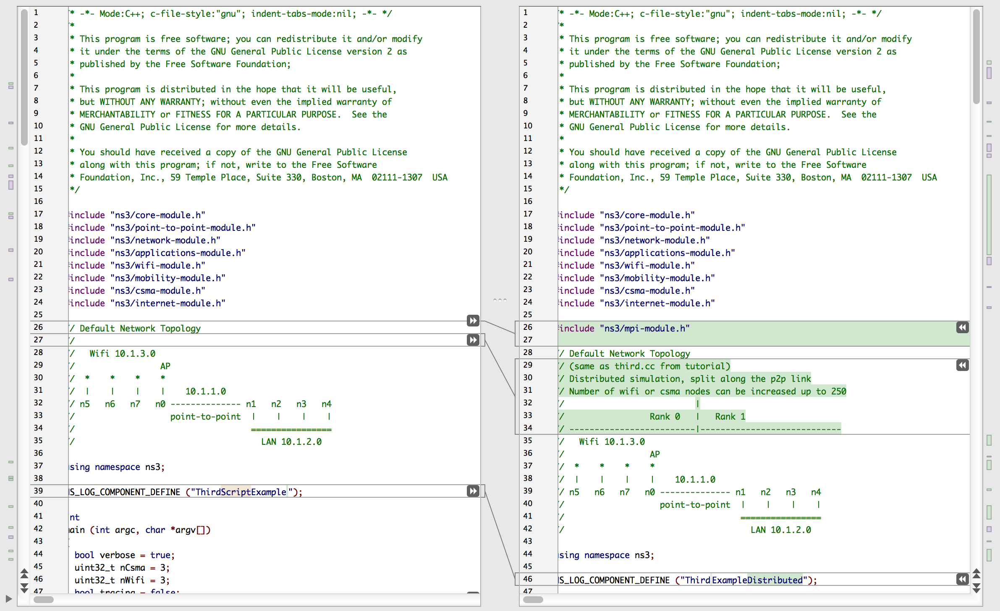 1 /* -*- Mode:C++; c-file-style:"gnu"; indent-tabs-mode:nil; -*- */
2 /*
3 * This program is free software; you can redistribute it and/or modify
4 * it under the terms of the GNU General Public License version 2 as
5 * published by the Free Software Foundation;
6 *
7 * This program is distributed in the hope that it will be useful,
8 * but WITHOUT ANY WARRANTY; without even the implied warranty of
9 * MERCHANTABILITY or FITNESS FOR A PARTICULAR PURPOSE.  See the
10 * GNU General Public License for more details.
11 *
12 * You should have received a copy of the GNU General Public License
13 * along with this program; if not, write to the Free Software
14 * Foundation, Inc., 59 Temple Place, Suite 330, Boston, MA  02111-1307  USA
15 */
16
17 #include "ns3/core-module.h"
18 #include "ns3/point-to-point-module.h"
19 #include "ns3/network-module.h"
20 #include "ns3/applications-module.h"
21 #include "ns3/wifi-module.h"
22 #include "ns3/mobility-module.h"
23 #include "ns3/csma-module.h"
24 #include "ns3/internet-module.h"
25
26 // Default Network Topology
27 //
28 //   Wifi 10.1.3.0
29 //                 AP
30 //  *    *    *    *
31 //  |    |    |    |    10.1.1.0
32 // n5   n6   n7   n0 -------------- n1   n2   n3   n4
33 //                   point-to-point  |    |    |    |
34 //                                   ================
35 //                                     LAN 10.1.2.0
36
37 using namespace ns3;
38
39 NS_LOG_COMPONENT_DEFINE ("ThirdScriptExample");
40
41 int
42 main (int argc, char *argv[])
43 {
44 bool verbose = true;
45 uint32_t nCsma = 3;
46 uint32_t nWifi = 3;
47 bool tracing = false;
1 /* -*- Mode:C++; c-file-style:"gnu"; indent-tabs-mode:nil; -*- */
2 /*
3 * This program is free software; you can redistribute it and/or modify
4 * it under the terms of the GNU General Public License version 2 as
5 * published by the Free Software Foundation;
6 *
7 * This program is distributed in the hope that it will be useful,
8 * but WITHOUT ANY WARRANTY; without even the implied warranty of
9 * MERCHANTABILITY or FITNESS FOR A PARTICULAR PURPOSE.  See the
10 * GNU General Public License for more details.
11 *
12 * You should have received a copy of the GNU General Public License
13 * along with this program; if not, write to the Free Software
14 * Foundation, Inc., 59 Temple Place, Suite 330, Boston, MA  02111-1307  USA
15 */
16
17 #include "ns3/core-module.h"
18 #include "ns3/point-to-point-module.h"
19 #include "ns3/network-module.h"
20 #include "ns3/applications-module.h"
21 #include "ns3/wifi-module.h"
22 #include "ns3/mobility-module.h"
23 #include "ns3/csma-module.h"
24 #include "ns3/internet-module.h"
25
26 #include "ns3/mpi-module.h"
27
28 // Default Network Topology
29 // (same as third.cc from tutorial)
30 // Distributed simulation, split along the p2p link
31 // Number of wifi or csma nodes can be increased up to 250
32 //                          |
33 //                 Rank 0   |   Rank 1
34 // -------------------------|----------------------------
35 //   Wifi 10.1.3.0
36 //                 AP
37 //  *    *    *    *
38 //  |    |    |    |    10.1.1.0
39 // n5   n6   n7   n0 -------------- n1   n2   n3   n4
40 //                   point-to-point  |    |    |    |
41 //                                   ================
42 //                                     LAN 10.1.2.0
43
44 using namespace ns3;
45
46 NS_LOG_COMPONENT_DEFINE ("ThirdExampleDistributed");
47